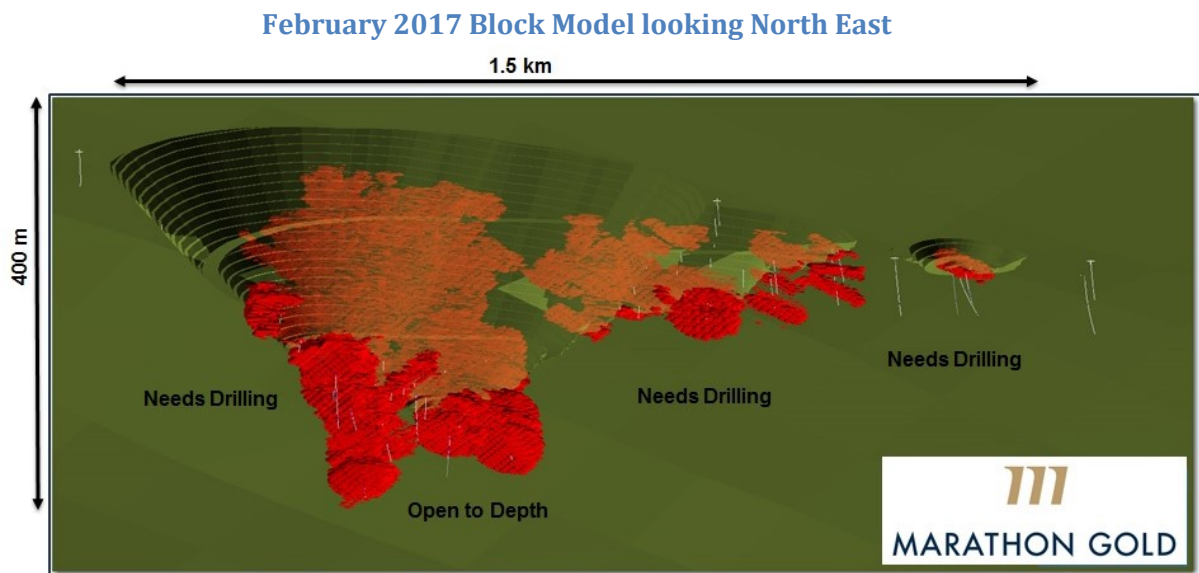 February 2017 Block Model looking North East
1.5 km
400 m
Needs Drilling
Needs Drilling
Needs Drilling
Open to Depth
MARATHON GOLD